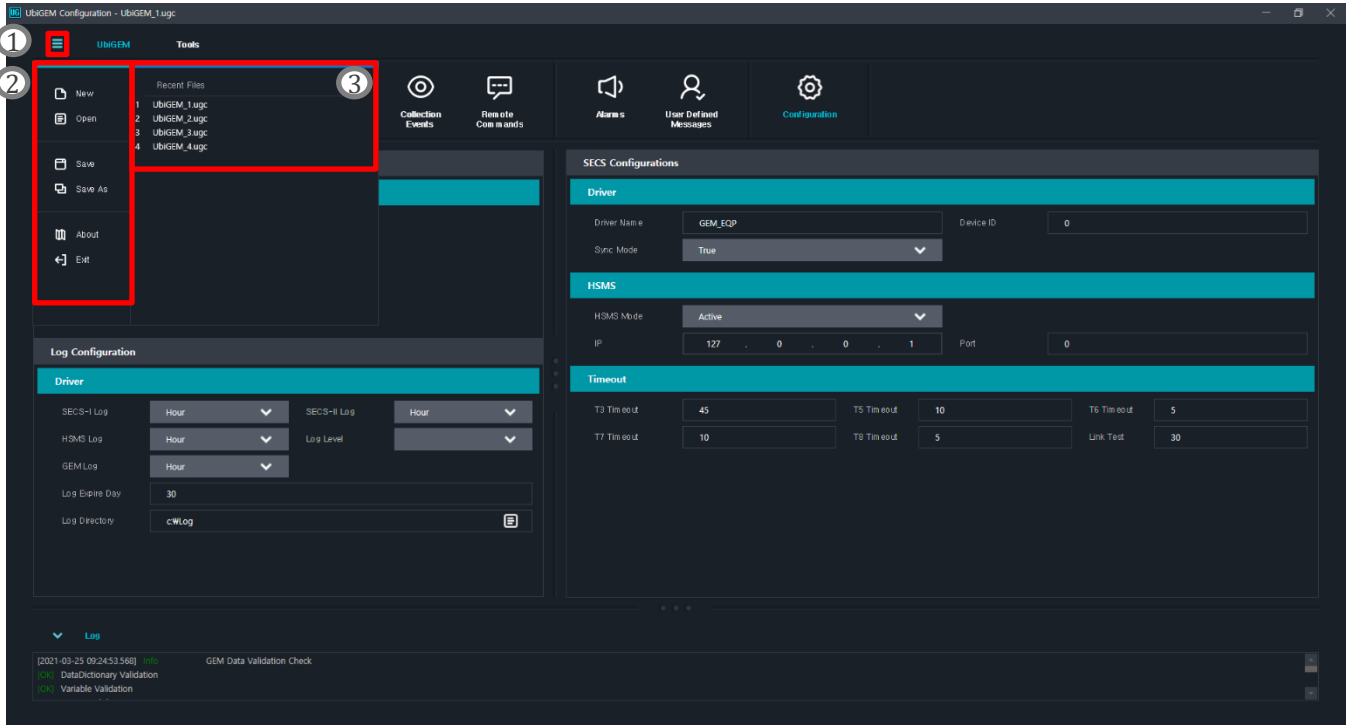 UG UbiGEM Configuration - UbiGEM_1.ugc
① UbiGEM Tools
② ③
New
Open
Save
Save As
About
Exit
Recent Files
1 UbiGEM_1.ugc
2 UbiGEM_2.ugc
3 UbiGEM_3.ugc
4 UbiGEM_4.ugc
Collection Events
Remote Commands
Alarms
User Defined Messages
Configuration
Log Configuration
Driver
SECS-I Log Hour SECS-II Log Hour
HSMS Log Hour Log Level
GEM Log Hour
Log Expire Day 30
Log Directory c:₩Log
SECS Configurations
Driver
Driver Name GEM_EQP Device ID 0
Sync Mode True
HSMS
HSMS Mode Active
IP 127 . 0 . 0 . 1 Port 0
Timeout
T3 Timeout 45 T5 Timeout 10 T6 Timeout 5
T7 Timeout 10 T8 Timeout 5 Link Test 30
Log
[2021-03-25 09:24:53.568] Info GEM Data Validation Check
[OK] DataDictionary Validation
[OK] Variable Validation